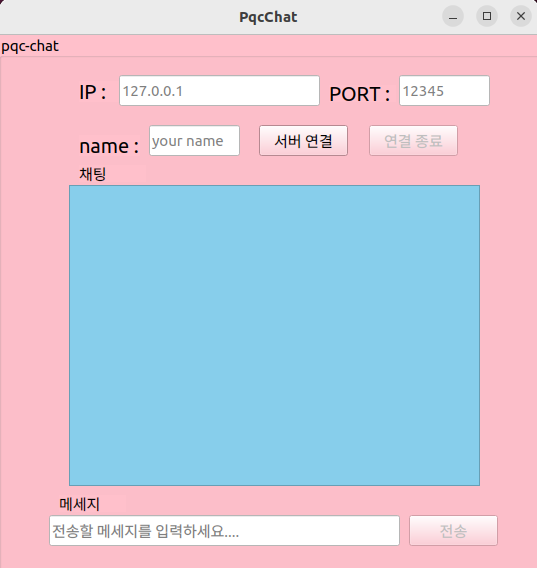 PqcChat
pqc-chat
IP : 127.0.0.1 PORT : 12345
name : your name 서버 연결 연결 종료
채팅
메세지
전송할 메세지를 입력하세요.... 전송